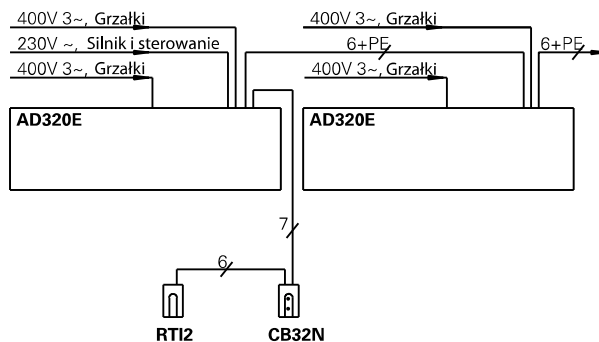 400V 3~, Grzałki
400V 3~, Grzałki
230V ~, Silnik i sterowanie
6+PE
6+PE
400V 3~, Grzałki
400V 3~, Grzałki
AD320E
AD320E
7
6
RTI2
CB32N